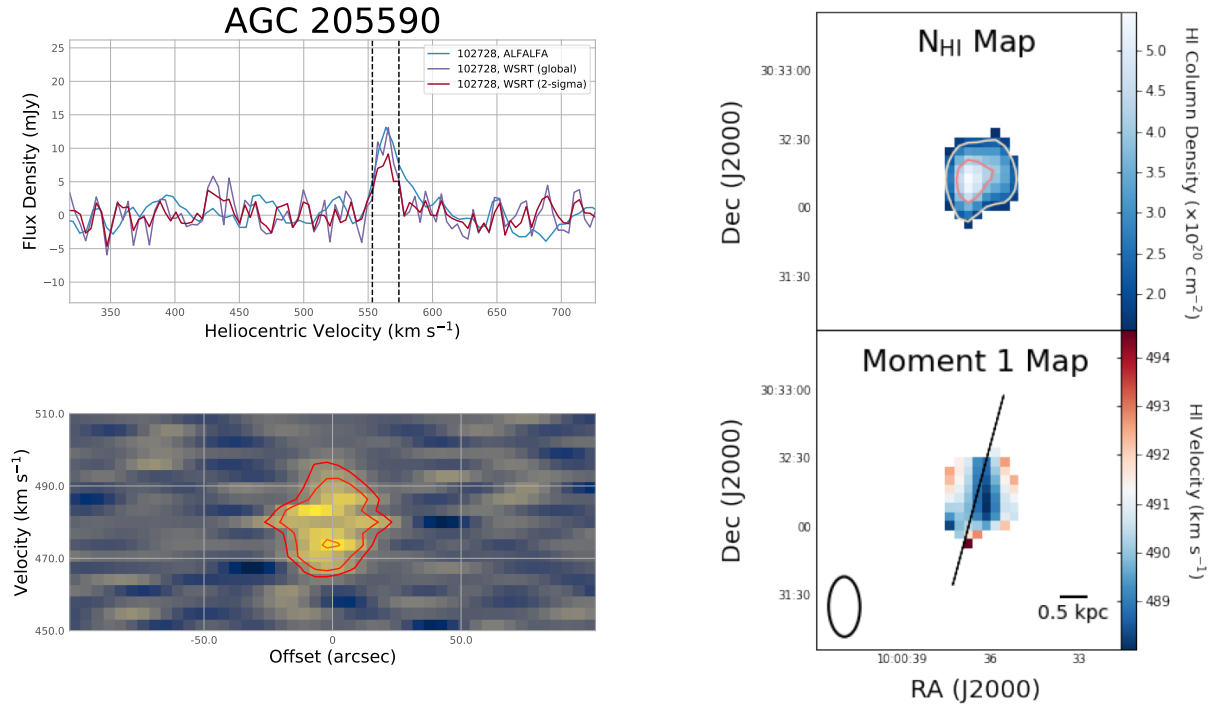 AGC 205590
25
20
15
10
5
0
−5
−10
Flux Density (mJy)
102728, ALFALFA
102728, WSRT (global)
102728, WSRT (2-sigma)
350
400
450
500
550
600
650
700
Heliocentric Velocity (km s⁻¹)
510.0
490.0
470.0
450.0
Velocity (km s⁻¹)
-50.0
0
50.0
Offset (arcsec)
N_HI Map
30:33:00
32:30
00
31:30
Dec (J2000)
5.0
4.5
4.0
3.5
3.0
2.5
2.0
HI Column Density (×10²⁰ cm⁻²)
Moment 1 Map
30:33:00
32:30
00
31:30
Dec (J2000)
0.5 kpc
494
493
492
491
490
489
HI Velocity (km s⁻¹)
10:00:39
36
33
RA (J2000)